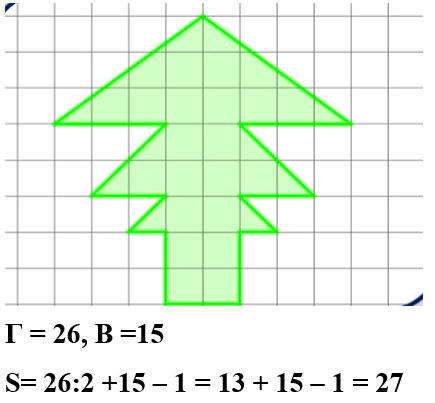 Г = 26, В =15
S= 26:2 +15 – 1 = 13 + 15 – 1 = 27